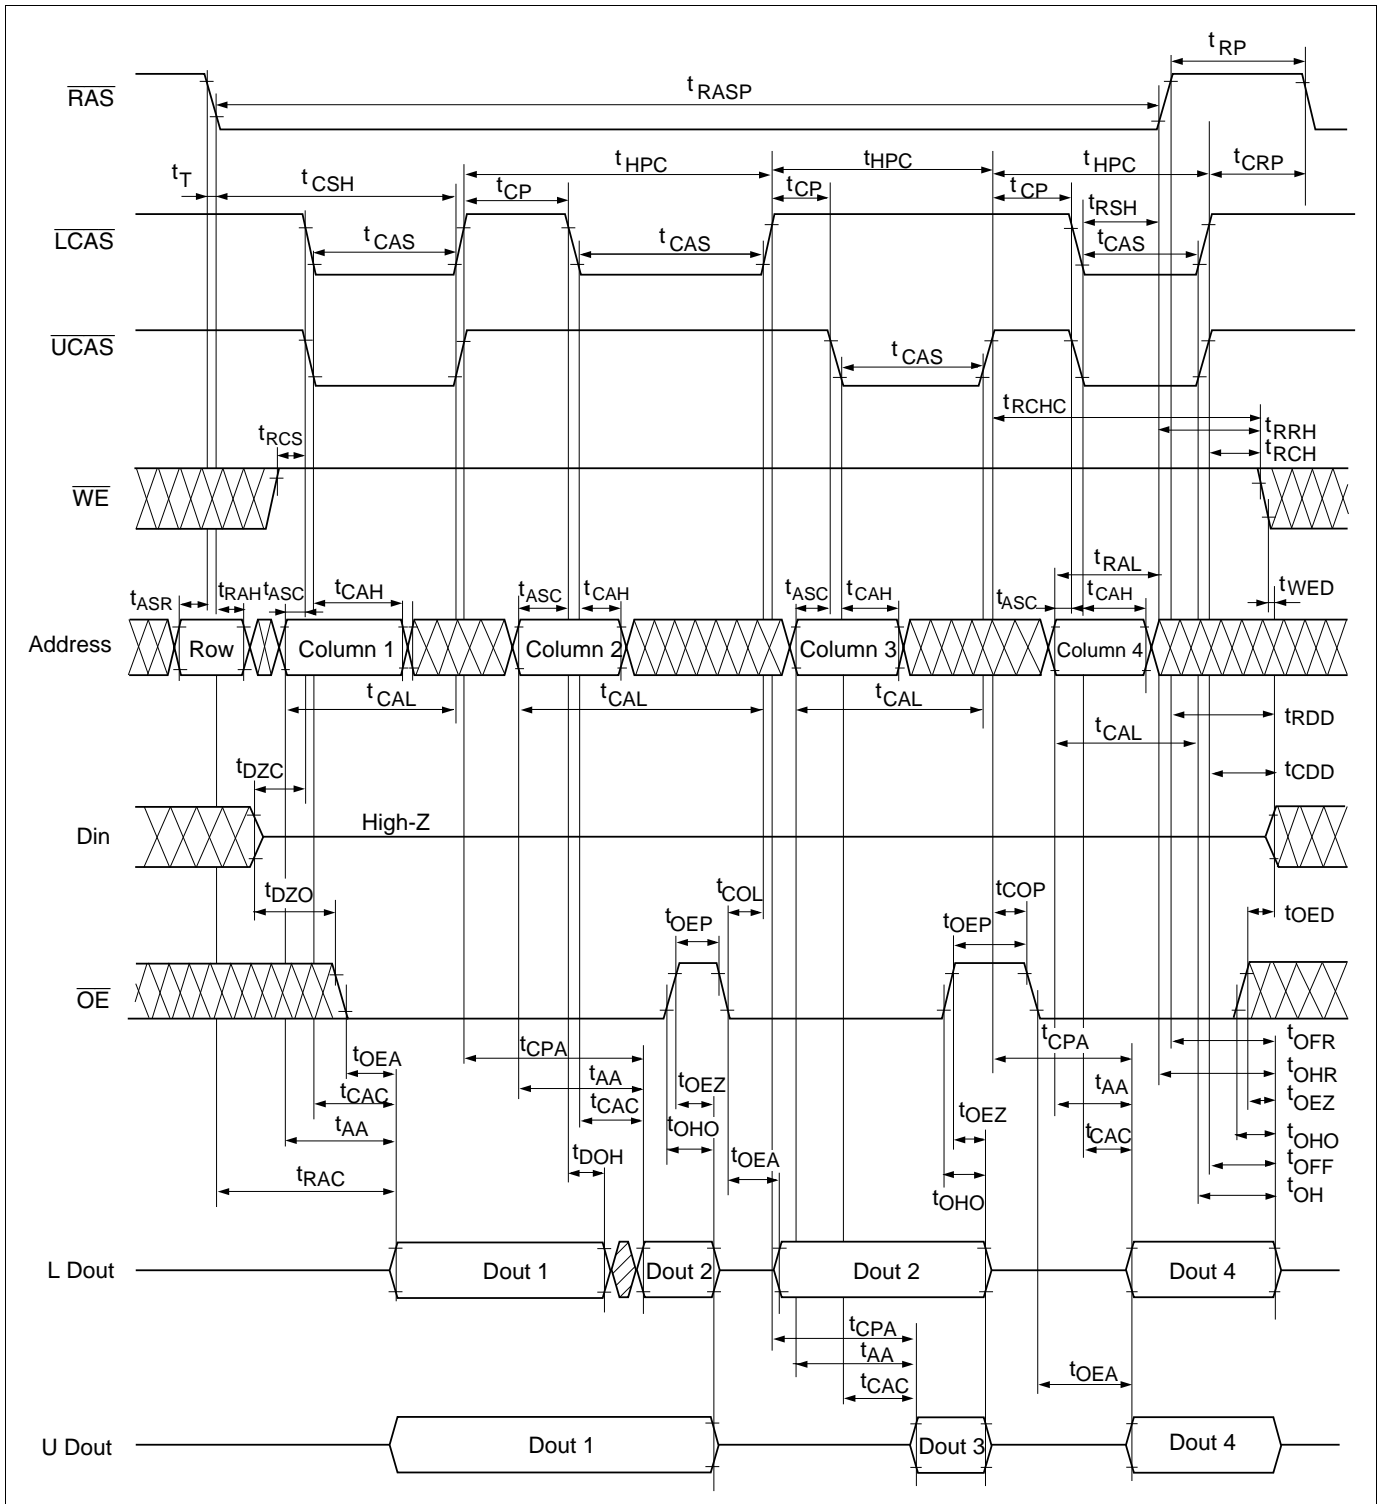 tRP
RAS
tRASP
tT
tCSH
tHPC
tHPC
tHPC
tCRP
tCP
tCP
tCP
tRSH
LCAS
tCAS
tCAS
tCAS
UCAS
tCAS
tRCHC
tRCS
tRRH
tRCH
WE
tRAL
tWED
tASR
tRAH
tASC
tCAH
tASC
tCAH
tASC
tCAH
tASC
tCAH
Address
Row
Column 1
Column 2
Column 3
Column 4
tCAL
tCAL
tCAL
tRDD
tCAL
tDZC
tCDD
Din
High-Z
tDZO
tCOL
tCOP
tOEP
tOEP
tOED
OE
tOEA
tCPA
tCPA
tOFR
tCAC
tAA
tOEZ
tAA
tOHR
tOEZ
tAA
tCAC
tOHO
tOEZ
tCAC
tOHO
tRAC
tDOH
tOEA
tOHO
tOFF
tOH
L Dout
Dout 1
Dout 2
Dout 2
Dout 4
tCPA
tAA
tCAC
tOEA
U Dout
Dout 1
Dout 3
Dout 4